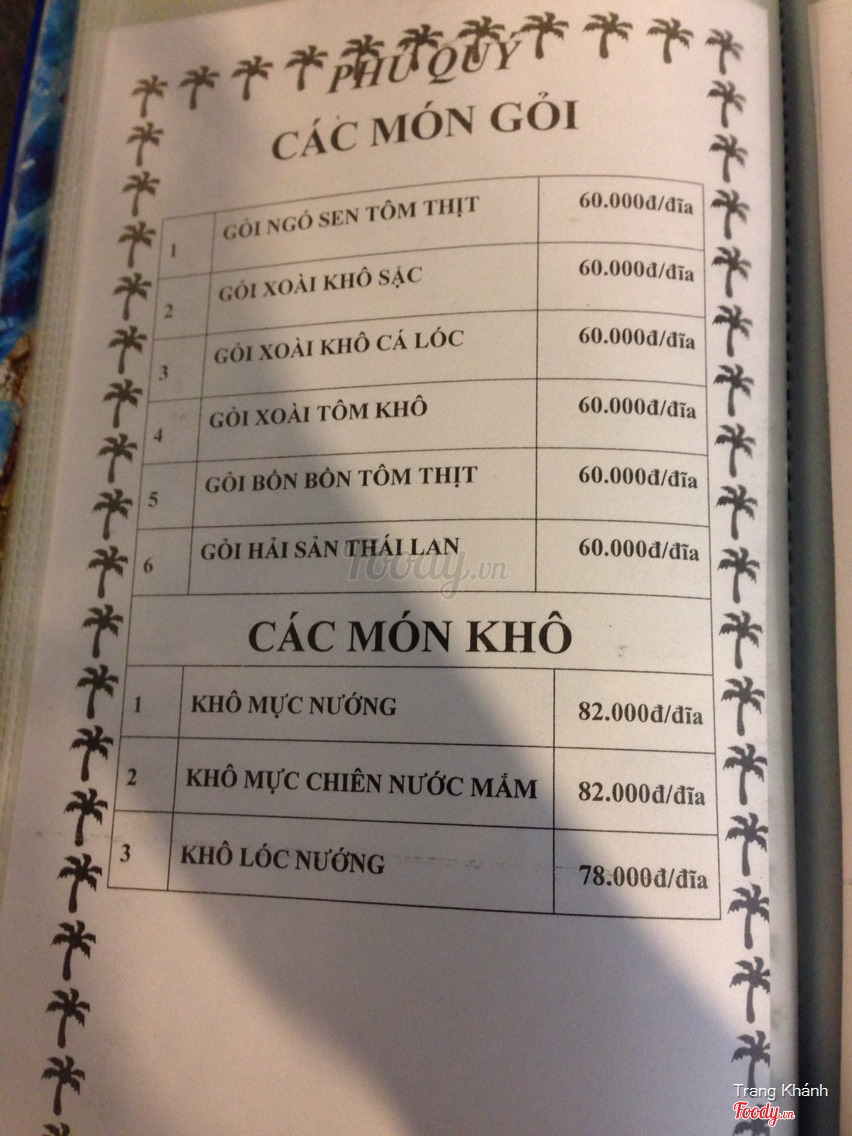 PHÚ QUÝ
CÁC MÓN GỎI
1 GỎI NGÓ SEN TÔM THỊT 60.000đ/đĩa
2 GỎI XOÀI KHÔ SẶC 60.000đ/đĩa
3 GỎI XOÀI KHÔ CÁ LÓC 60.000đ/đĩa
4 GỎI XOÀI TÔM KHÔ 60.000đ/đĩa
5 GỎI BỒN BỒN TÔM THỊT 60.000đ/đĩa
6 GỎI HẢI SẢN THÁI LAN 60.000đ/đĩa
Foody.vn
CÁC MÓN KHÔ
1 KHÔ MỰC NƯỚNG 82.000đ/đĩa
2 KHÔ MỰC CHIÊN NƯỚC MẮM 82.000đ/đĩa
3 KHÔ LÓC NƯỚNG 78.000đ/đĩa
Trang Khánh
Foody.vn